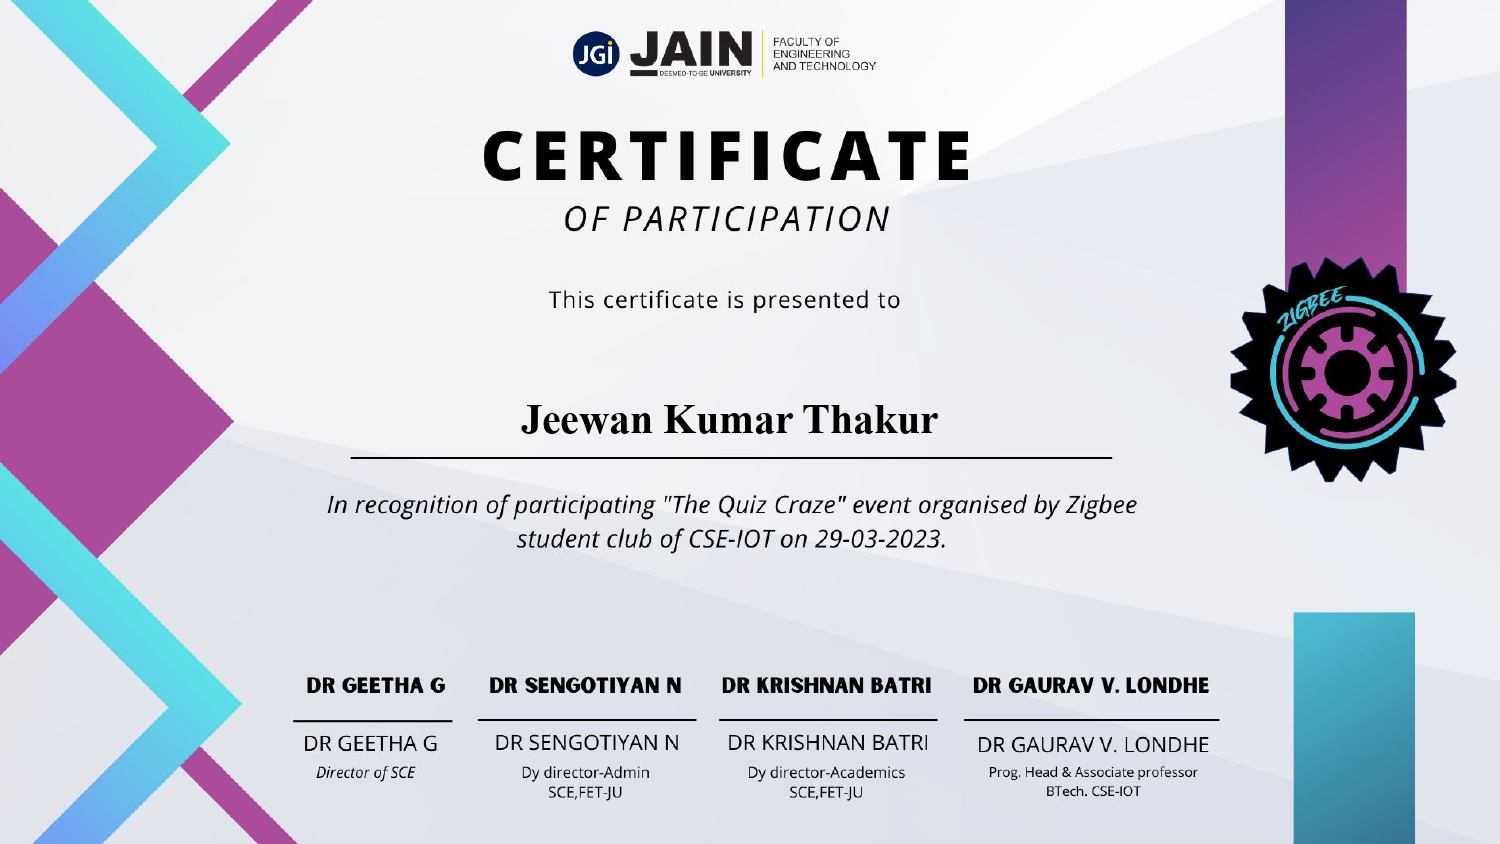 JGi JAIN
DEEMED-TO-BE UNIVERSITY
FACULTY OF
ENGINEERING
AND TECHNOLOGY
CERTIFICATE
OF PARTICIPATION
This certificate is presented to
ZIGBEE
Jeewan Kumar Thakur
In recognition of participating "The Quiz Craze" event organised by Zigbee
student club of CSE-IOT on 29-03-2023.
DR GEETHA G
DR GEETHA G
Director of SCE
DR SENGOTIYAN N
DR SENGOTIYAN N
Dy director-Admin
SCE,FET-JU
DR KRISHNAN BATRI
DR KRISHNAN BATRI
Dy director-Academics
SCE,FET-JU
DR GAURAV V. LONDHE
DR GAURAV V. LONDHE
Prog. Head & Associate professor
BTech. CSE-IOT